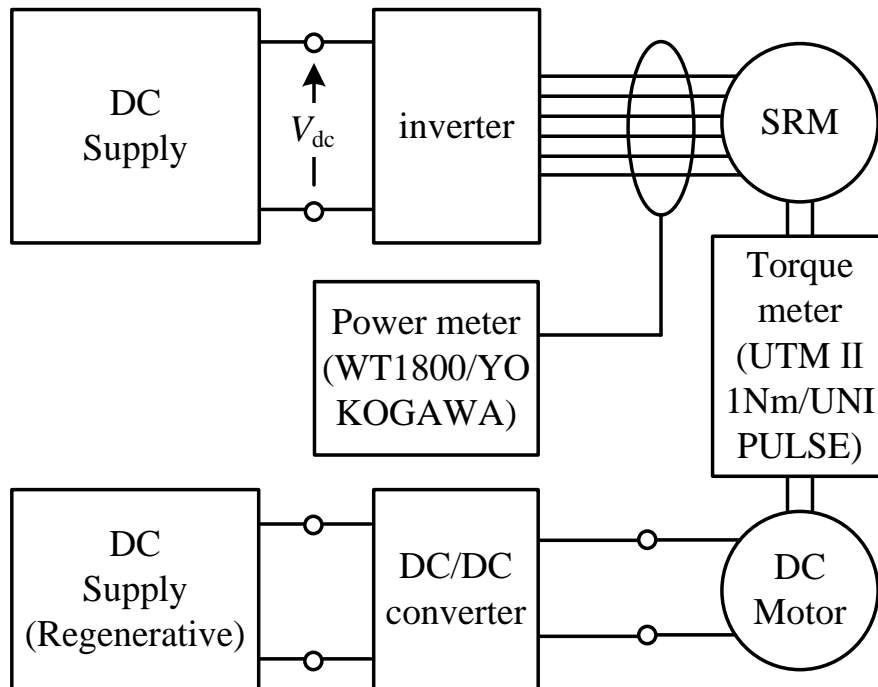 DC
Supply
V dc
inverter
SRM
Power meter
(WT1800/YO
KOGAWA)
Torque
meter
(UTM II
1Nm/UNI
PULSE)
DC
Supply
(Regenerative)
DC/DC
converter
DC
Motor